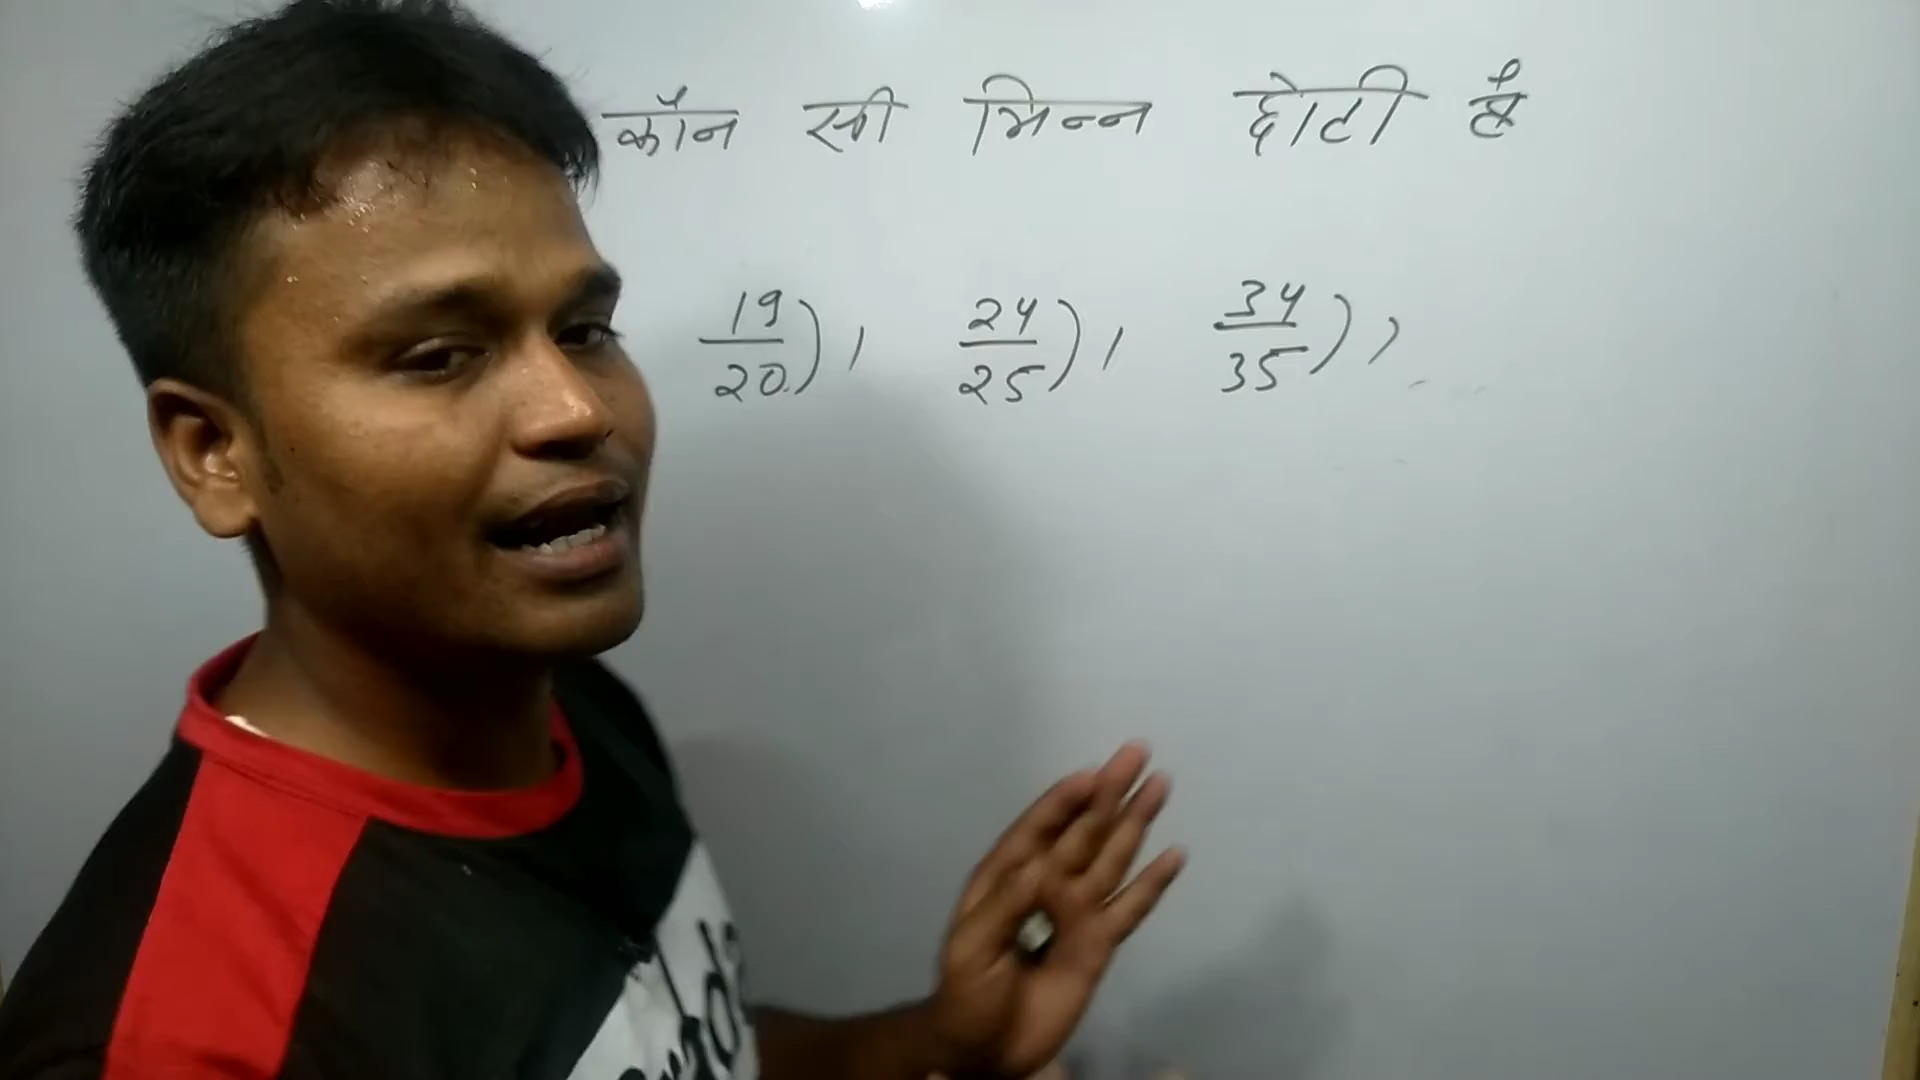 कौन सी भिन्न छोटी है
19/20), 24/25), 34/35),